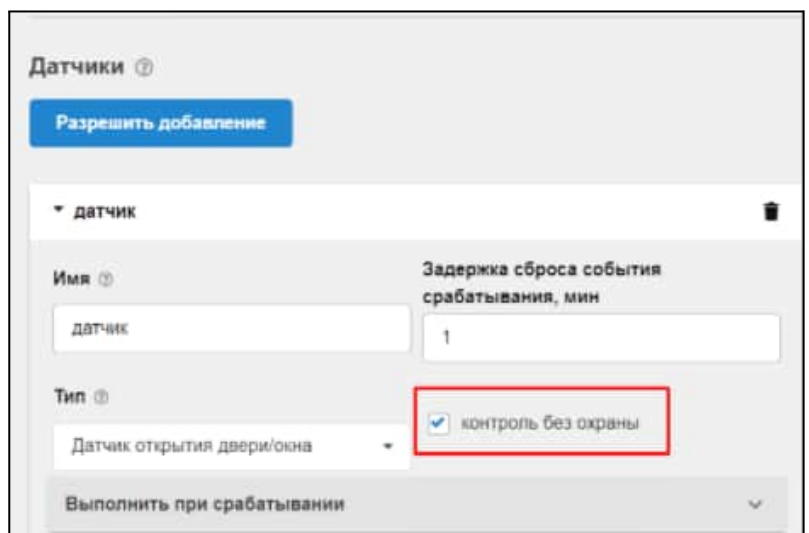 Датчики
Разрешить добавление
датчик
Имя
Задержка сброса события
срабатывания, мин
датчик
1
Тип
контроль без охраны
Датчик открытия двери/окна
Выполнить при срабатывании